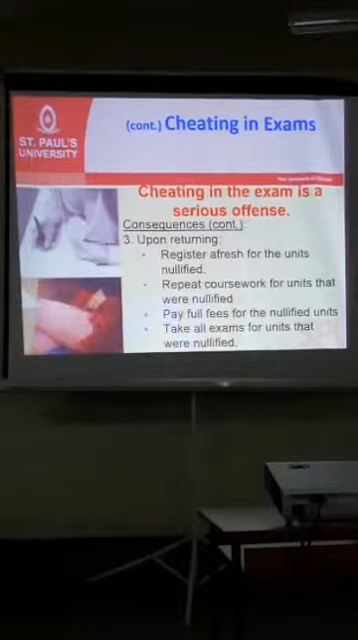 ST. PAUL'S
UNIVERSITY
(cont.) Cheating in Exams
Cheating in the exam is a
serious offense.
Consequences (cont.):
3. Upon returning:
• Register afresh for the units
nullified.
• Repeat coursework for units that
were nullified
• Pay full fees for the nullified units
• Take all exams for units that
were nullified.